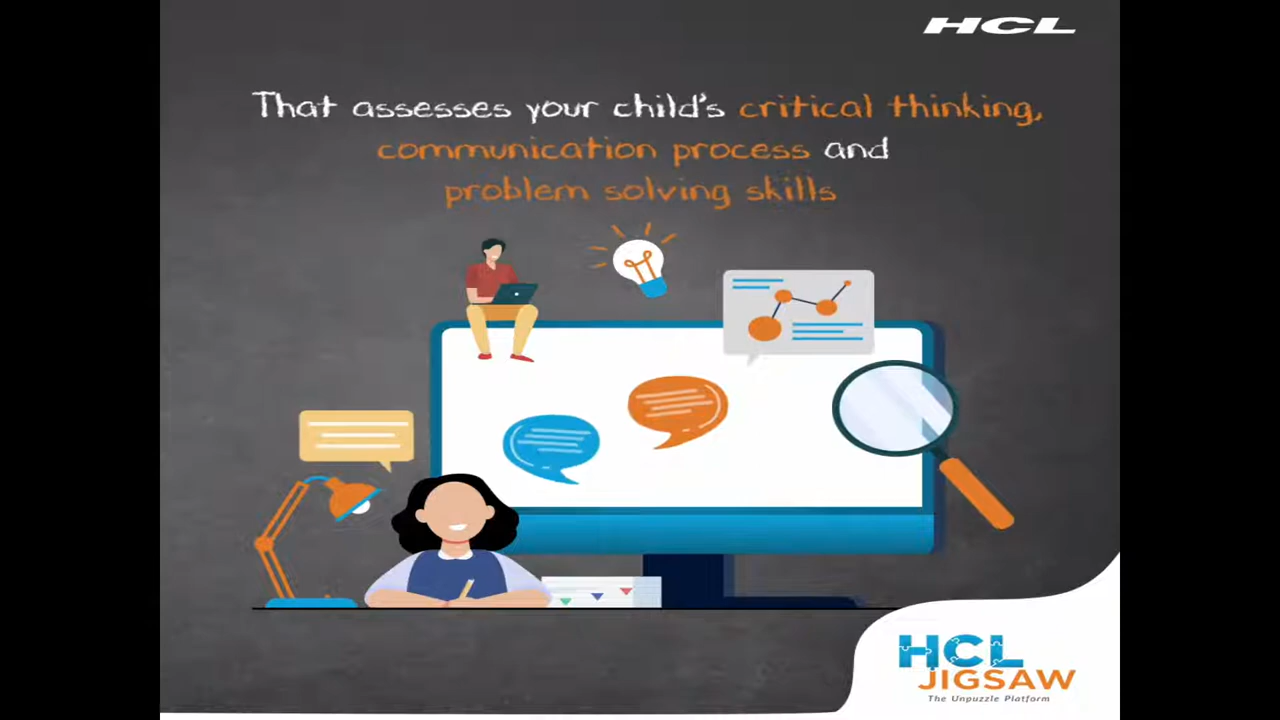 HCL
That assesses your child's critical thinking,
communication process and
problem solving skills
HCL
JIGSAW
The Unpuzzle Platform